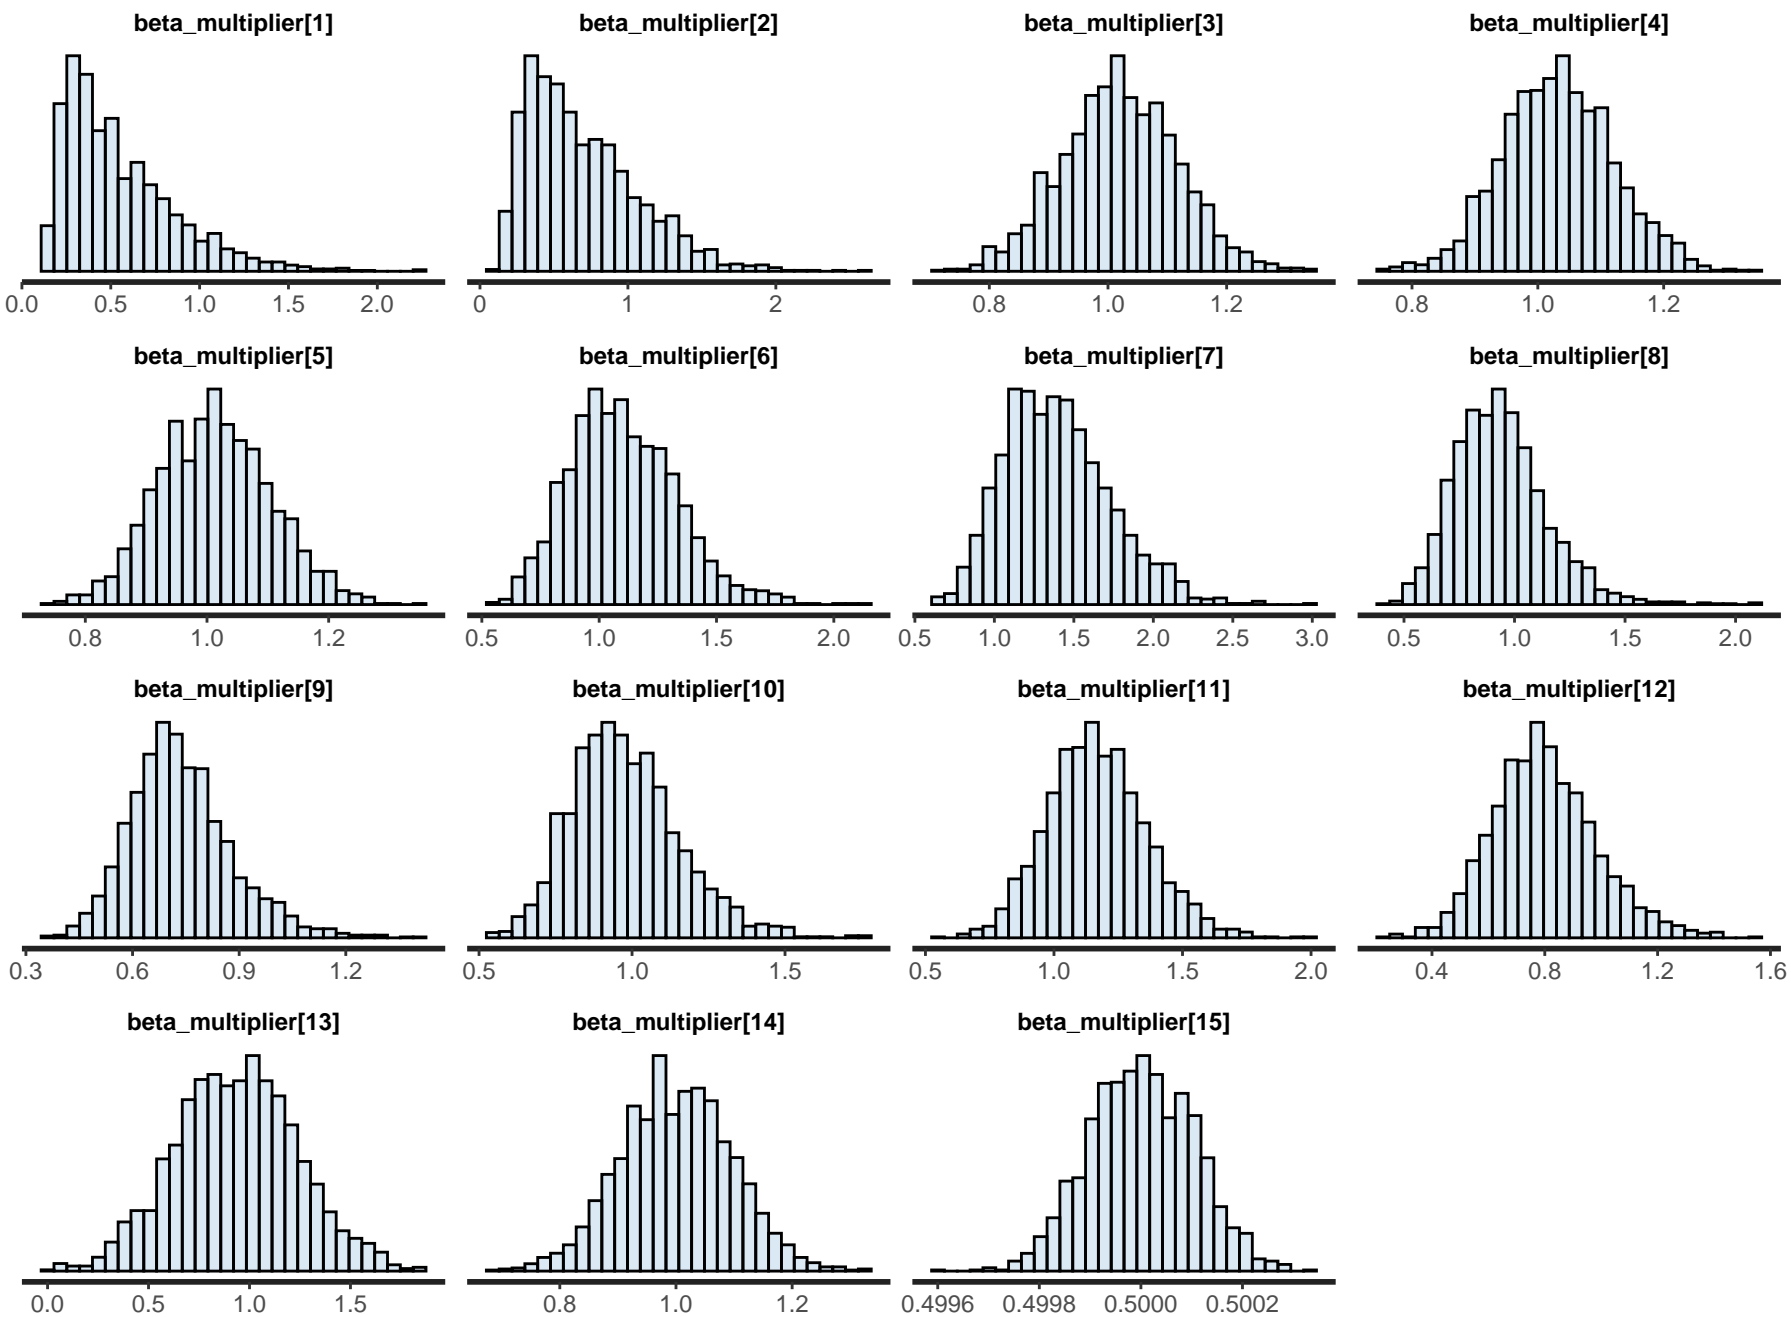 beta_multiplier[1] beta_multiplier[2] beta_multiplier[3] beta_multiplier[4]
0.0 0.5 1.0 1.5 2.0 0 1 2 0.8 1.0 1.2 0.8 1.0 1.2
beta_multiplier[5] beta_multiplier[6] beta_multiplier[7] beta_multiplier[8]
0.8 1.0 1.2 0.5 1.0 1.5 2.0 0.5 1.0 1.5 2.0 2.5 3.0 0.5 1.0 1.5 2.0
beta_multiplier[9] beta_multiplier[10] beta_multiplier[11] beta_multiplier[12]
0.3 0.6 0.9 1.2 0.5 1.0 1.5 0.5 1.0 1.5 2.0 0.4 0.8 1.2 1.6
beta_multiplier[13] beta_multiplier[14] beta_multiplier[15]
0.0 0.5 1.0 1.5 0.8 1.0 1.2 0.4996 0.4998 0.5000 0.5002